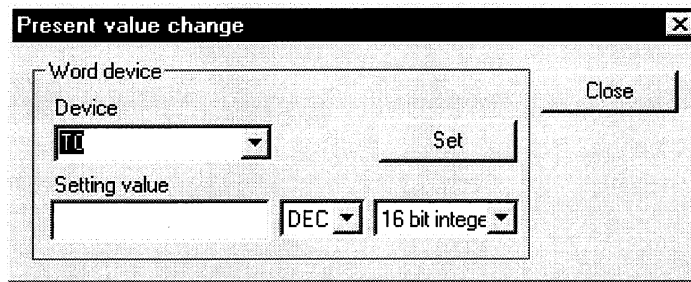 Present value change
Word device
Close
Device
T0
Set
Setting value
DEC
16 bit intege